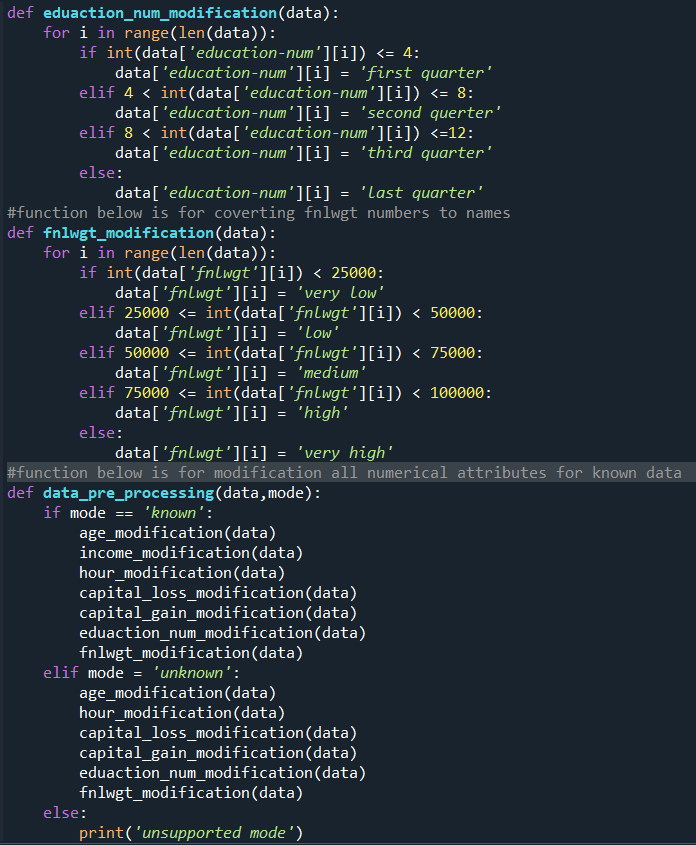 def eduaction_num_modification(data):
    for i in range(len(data)):
        if int(data['education-num'][i]) <= 4:
            data['education-num'][i] = 'first quarter'
        elif 4 < int(data['education-num'][i]) <= 8:
            data['education-num'][i] = 'second querter'
        elif 8 < int(data['education-num'][i]) <=12:
            data['education-num'][i] = 'third quarter'
        else:
            data['education-num'][i] = 'last quarter'
#function below is for coverting fnlwgt numbers to names
def fnlwgt_modification(data):
    for i in range(len(data)):
        if int(data['fnlwgt'][i]) < 25000:
            data['fnlwgt'][i] = 'very low'
        elif 25000 <= int(data['fnlwgt'][i]) < 50000:
            data['fnlwgt'][i] = 'low'
        elif 50000 <= int(data['fnlwgt'][i]) < 75000:
            data['fnlwgt'][i] = 'medium'
        elif 75000 <= int(data['fnlwgt'][i]) < 100000:
            data['fnlwgt'][i] = 'high'
        else:
            data['fnlwgt'][i] = 'very high'
#function below is for modification all numerical attributes for known data
def data_pre_processing(data,mode):
    if mode == 'known':
        age_modification(data)
        income_modification(data)
        hour_modification(data)
        capital_loss_modification(data)
        capital_gain_modification(data)
        eduaction_num_modification(data)
        fnlwgt_modification(data)
    elif mode = 'unknown':
        age_modification(data)
        hour_modification(data)
        capital_loss_modification(data)
        capital_gain_modification(data)
        eduaction_num_modification(data)
        fnlwgt_modification(data)
    else:
        print('unsupported mode')